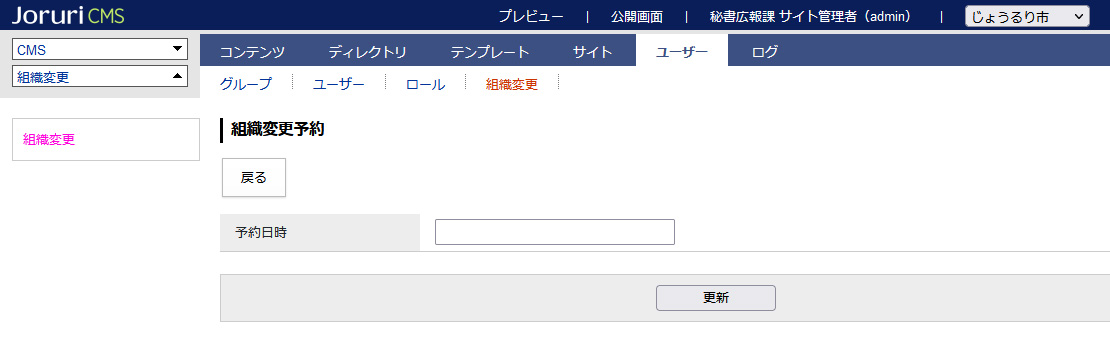 Joruri CMS プレビュー | 公開画面 | 秘書広報課 サイト管理者（admin） | じょうるり市
CMS
組織変更
コンテンツ ディレクトリ テンプレート サイト ユーザー ログ
グループ ユーザー ロール 組織変更
組織変更
組織変更予約
戻る
予約日時
更新